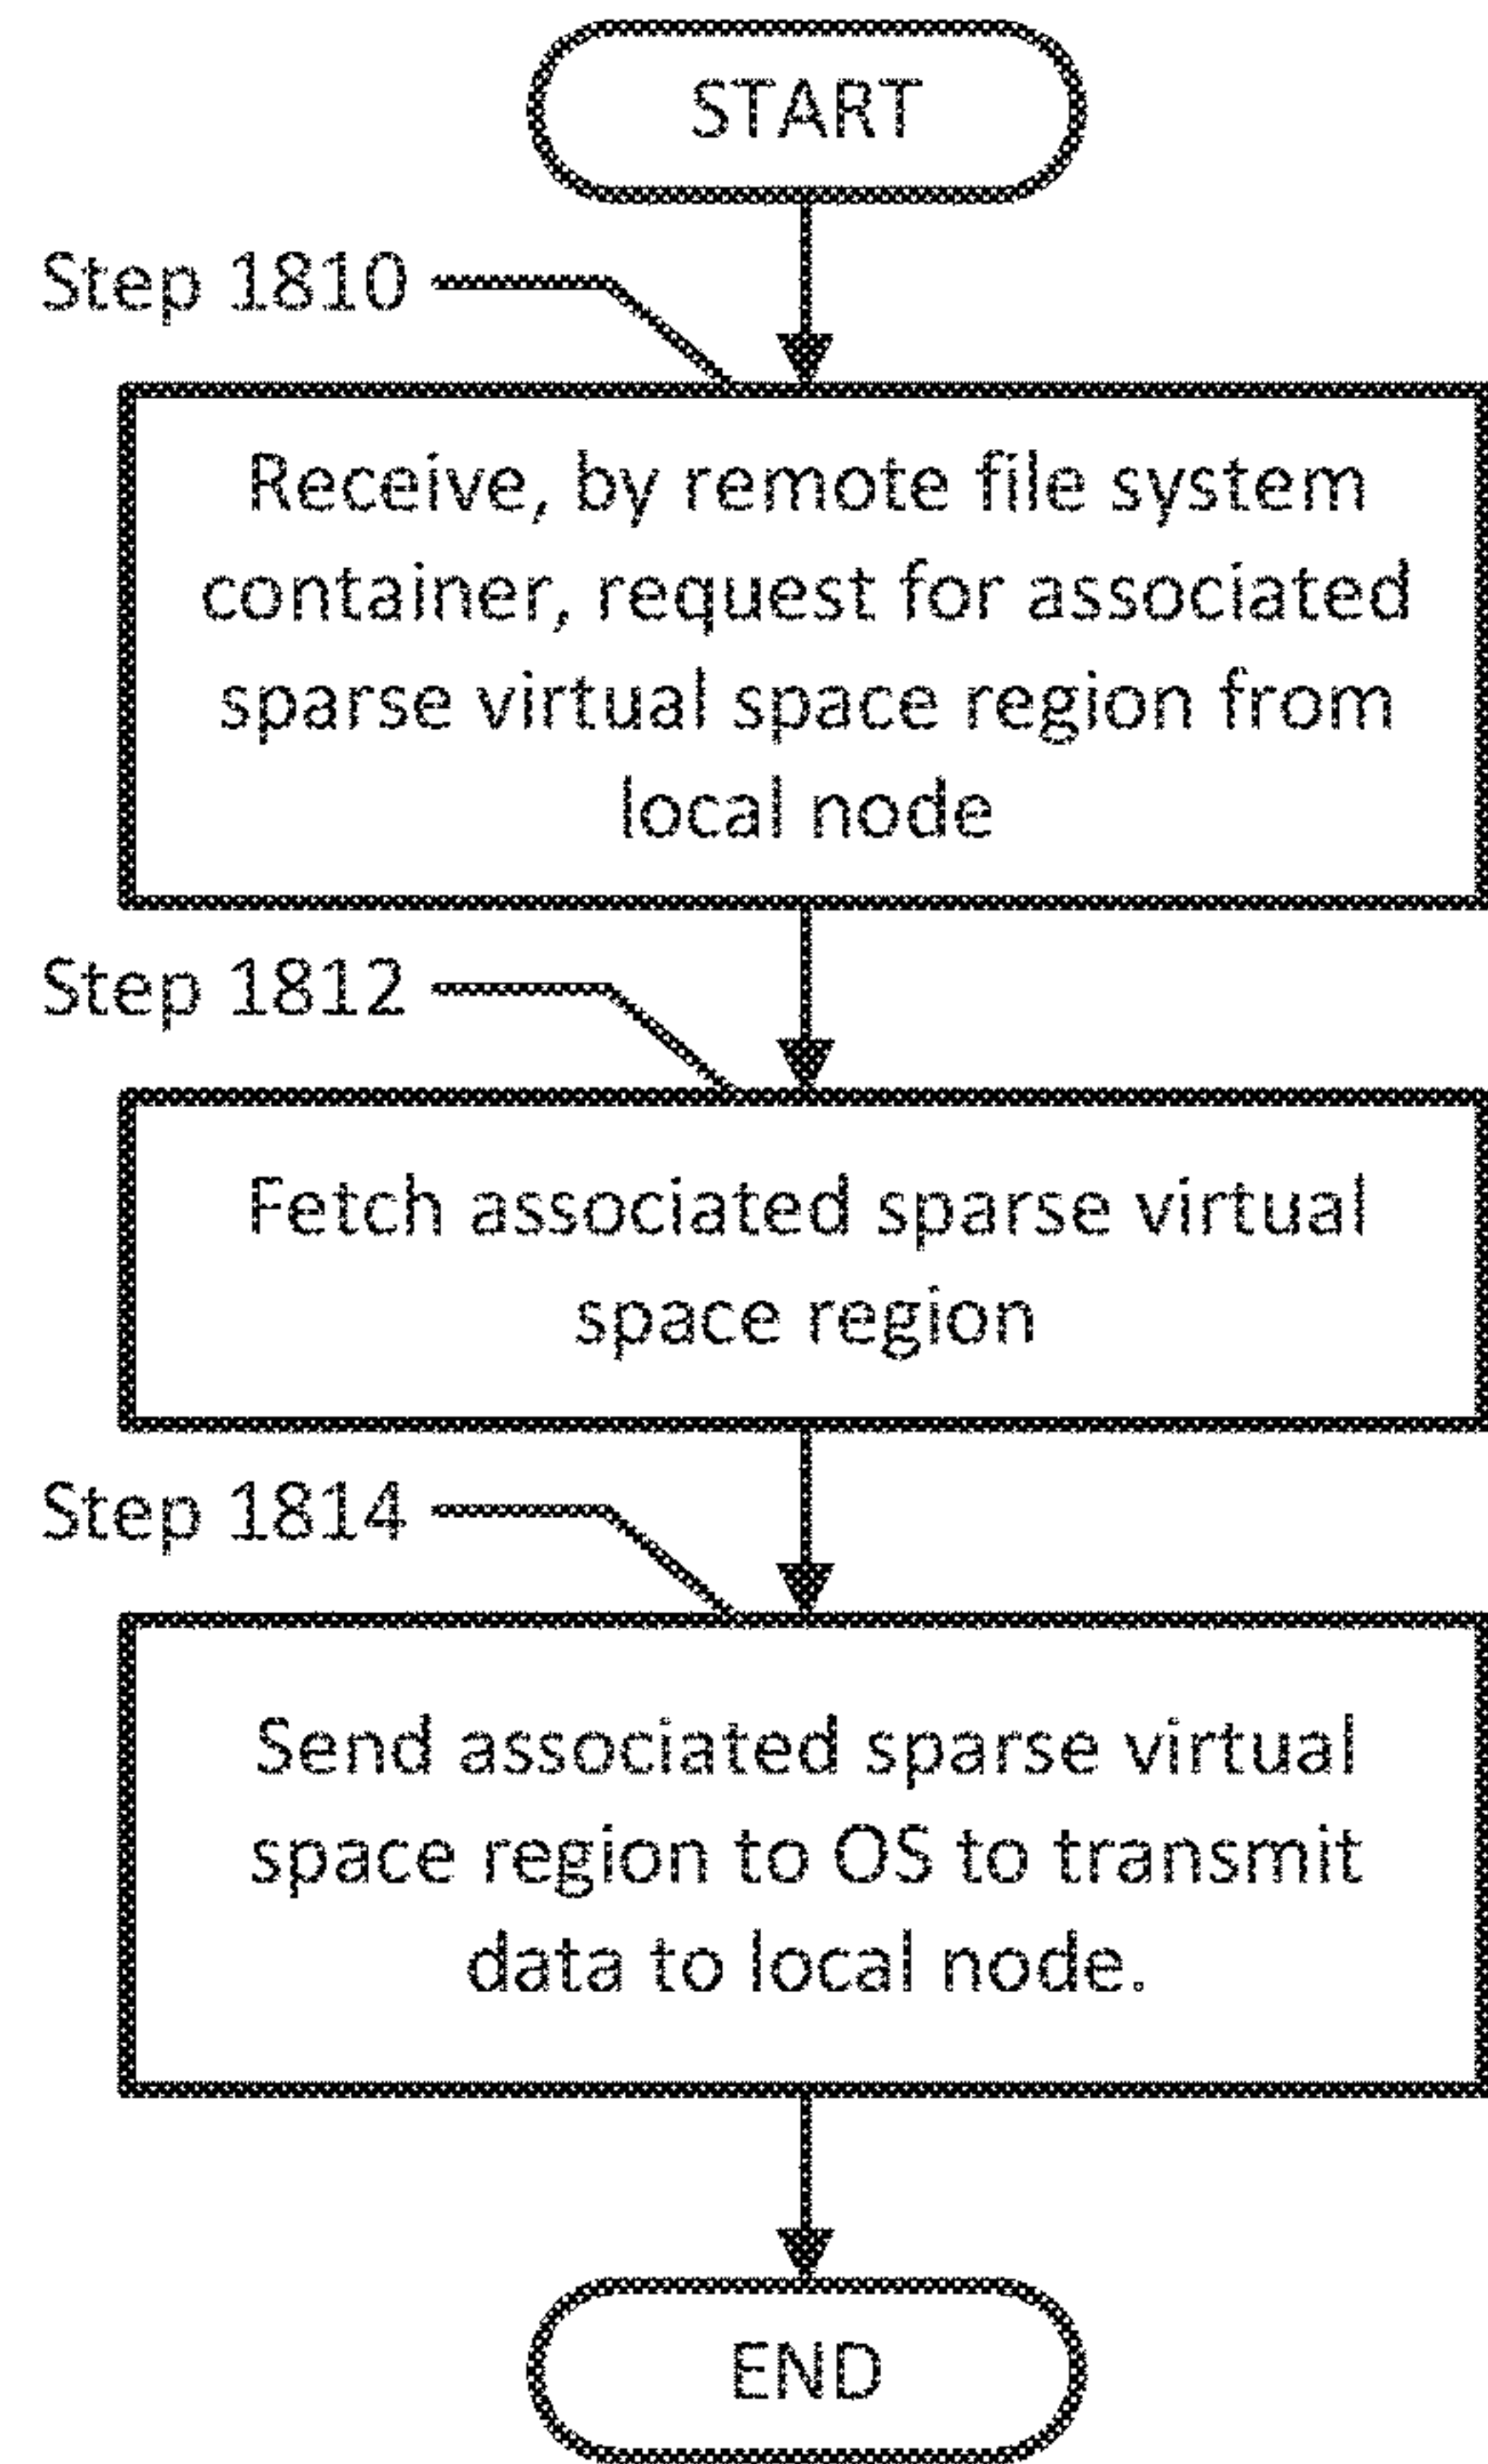 START
Step 1810
Receive, by remote file system
container, request for associated
sparse virtual space region from
local node
Step 1812
Fetch associated sparse virtual
space region
Step 1814
Send associated sparse virtual
space region to OS to transmit
data to local node.
END